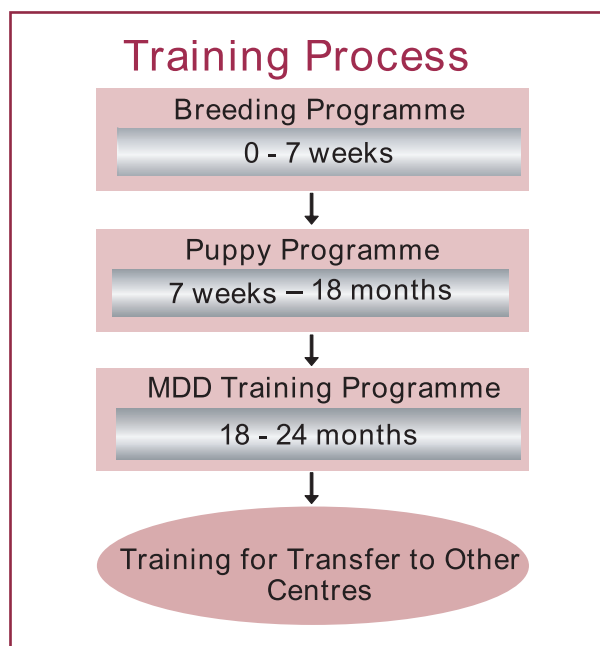 Training Process
Breeding Programme
0 - 7 weeks
Puppy Programme
7 weeks – 18 months
MDD Training Programme
18 - 24 months
Training for Transfer to Other
Centres